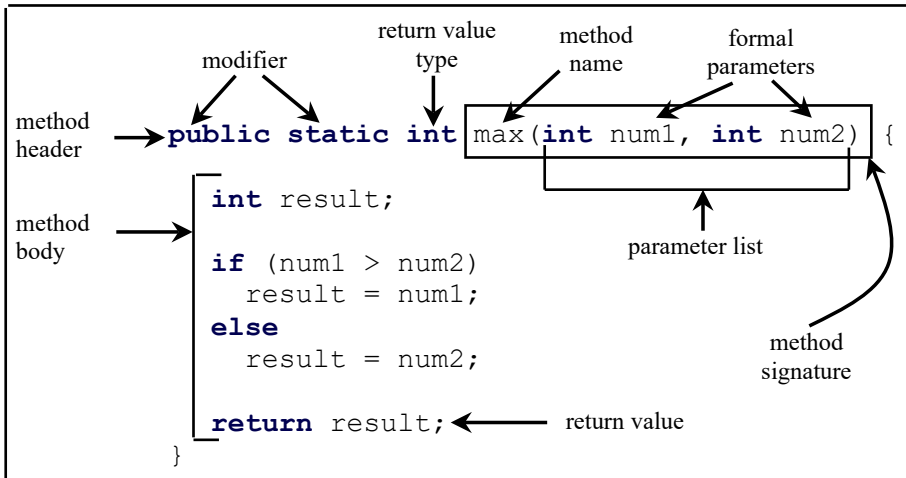 return value
type
method
name
formal
parameters
modifier
method
header
public static int max(int num1, int num2) {
int result;
method
body
parameter list
if (num1 > num2)
result = num1;
else
result = num2;
method
signature
return result;
return value
}